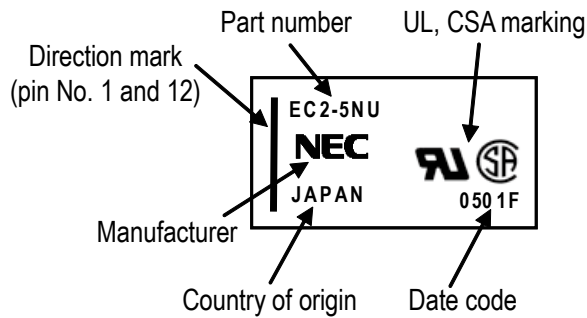 Part number
UL, CSA marking
Direction mark
(pin No. 1 and 12)
EC2-5NU
NEC
JAPAN
0501F
Manufacturer
Country of origin
Date code